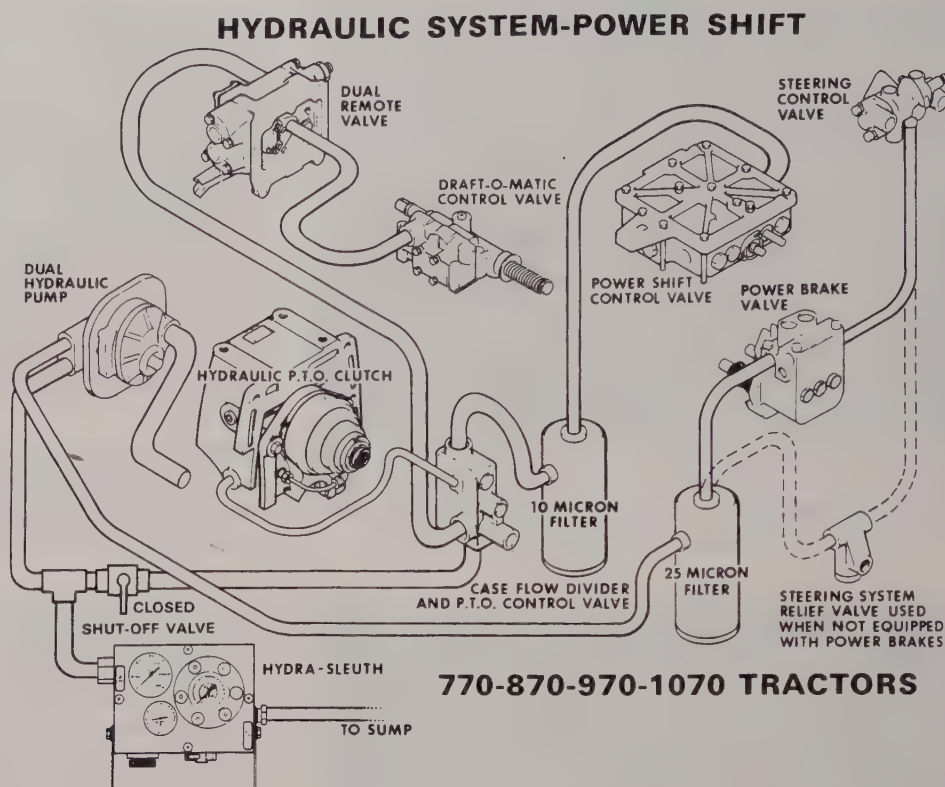 HYDRAULIC SYSTEM-POWER SHIFT
DUAL
REMOTE
VALVE
STEERING
CONTROL
VALVE
DRAFT-O-MATIC
CONTROL VALVE
DUAL
HYDRAULIC
PUMP
POWER SHIFT
CONTROL VALVE
POWER BRAKE
VALVE
HYDRAULIC P.T.O. CLUTCH
10 MICRON
FILTER
25 MICRON
FILTER
CASE FLOW DIVIDER
AND P.T.O. CONTROL VALVE
CLOSED
SHUT-OFF VALVE
STEERING SYSTEM
RELIEF VALVE USED
WHEN NOT EQUIPPED
WITH POWER BRAKES
HYDRA-SLEUTH
TO SUMP
770-870-970-1070 TRACTORS